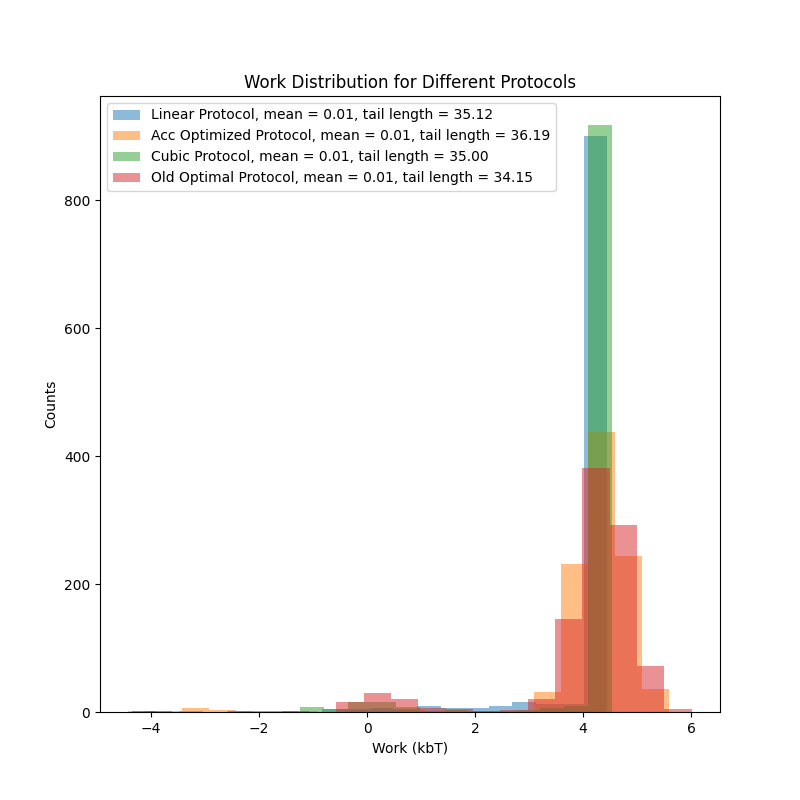 Work Distribution for Different Protocols
Linear Protocol, mean = 0.01, tail length = 35.12
Acc Optimized Protocol, mean = 0.01, tail length = 36.19
Cubic Protocol, mean = 0.01, tail length = 35.00
Old Optimal Protocol, mean = 0.01, tail length = 34.15
800
600
400
200
0
Counts
−4
−2
0
2
4
6
Work (kbT)